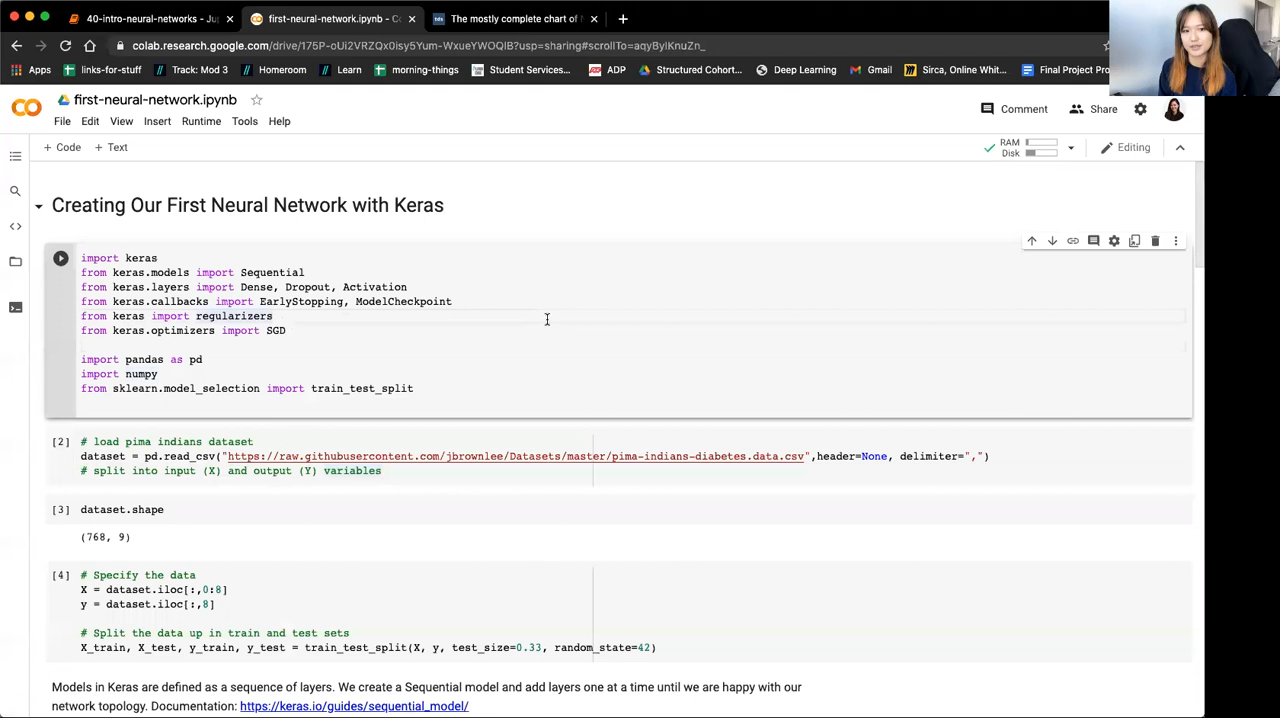 40-intro-neural-networks - Ju
first-neural-network.ipynb - Co
tds
The mostly complete chart of N
colab.research.google.com/drive/175P-oUi2VRZQx0isy5Yum-WxueYWOQIB?usp=sharing#scrollTo=aqyByIKnuZn_
Apps
links-for-stuff
Track: Mod 3
Homeroom
Learn
morning-things
Student Services...
ADP
Structured Cohort...
Deep Learning
Gmail
Sirca, Online Whit...
Final Project Pro
first-neural-network.ipynb
Comment
Share
File Edit View Insert Runtime Tools Help
+ Code + Text
RAM
Disk
Editing
Creating Our First Neural Network with Keras
import keras
from keras.models import Sequential
from keras.layers import Dense, Dropout, Activation
from keras.callbacks import EarlyStopping, ModelCheckpoint
from keras import regularizers
from keras.optimizers import SGD
import pandas as pd
import numpy
from sklearn.model_selection import train_test_split
[2] # load pima indians dataset
dataset = pd.read_csv("https://raw.githubusercontent.com/jbrownlee/Datasets/master/pima-indians-diabetes.data.csv",header=None, delimiter=",")
# split into input (X) and output (Y) variables
[3] dataset.shape
(768, 9)
[4] # Specify the data
X = dataset.iloc[:,0:8]
y = dataset.iloc[:,8]
# Split the data up in train and test sets
X_train, X_test, y_train, y_test = train_test_split(X, y, test_size=0.33, random_state=42)
Models in Keras are defined as a sequence of layers. We create a Sequential model and add layers one at a time until we are happy with our
network topology. Documentation: https://keras.io/guides/sequential_model/